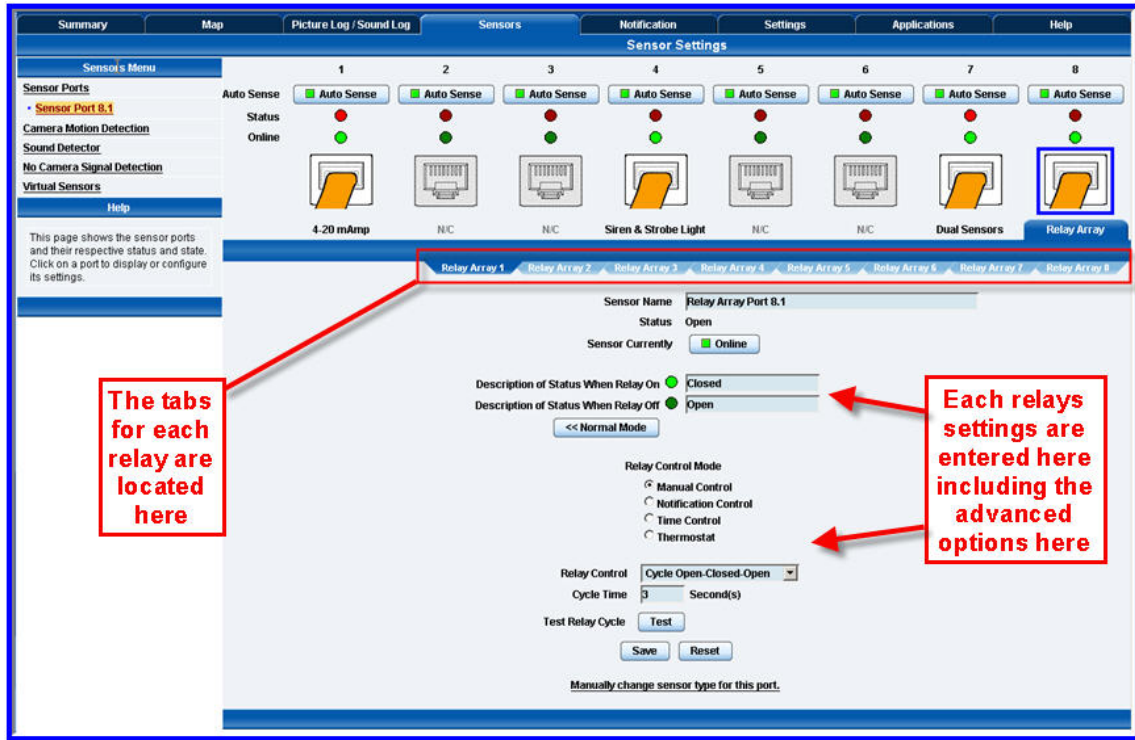 Summary Map Picture Log / Sound Log Sensors Notification Settings Applications Help
Sensor Settings
Sensors Menu
Sensor Ports
Sensor Port 8.1
Camera Motion Detection
Sound Detector
No Camera Signal Detection
Virtual Sensors
Help
This page shows the sensor ports
and their respective status and state.
Click on a port to display or configure
its settings.
1 2 3 4 5 6 7 8
Auto Sense Auto Sense Auto Sense Auto Sense Auto Sense Auto Sense Auto Sense Auto Sense Auto Sense
Status
Online
4-20 mAmp N/C N/C Siren & Strobe Light N/C N/C Dual Sensors Relay Array
Relay Array 1 Relay Array 2 Relay Array 3 Relay Array 4 Relay Array 5 Relay Array 6 Relay Array 7 Relay Array 8
Sensor Name Relay Array Port 8.1
Status Open
Sensor Currently Online
Description of Status When Relay On Closed
Description of Status When Relay Off Open
<< Normal Mode
Relay Control Mode
Manual Control
Notification Control
Time Control
Thermostat
Relay Control Cycle Open-Closed-Open
Cycle Time 3 Second(s)
Test Relay Cycle Test
Save Reset
Manually change sensor type for this port.
The tabs
for each
relay are
located
here
Each relays
settings are
entered here
including the
advanced
options here